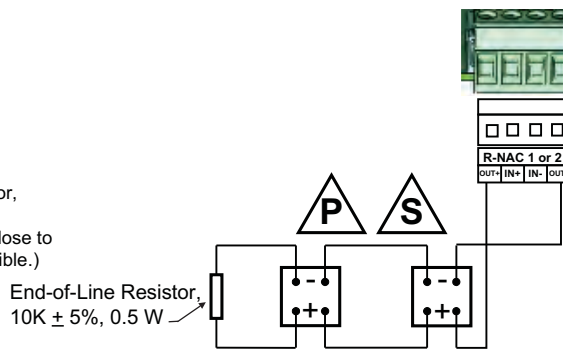 R-NAC 1 or 2
OUT+ IN+ IN- OUT
or,
lose to
ible.)
P S
End-of-Line Resistor,
10K ± 5%, 0.5 W
- -
+ +